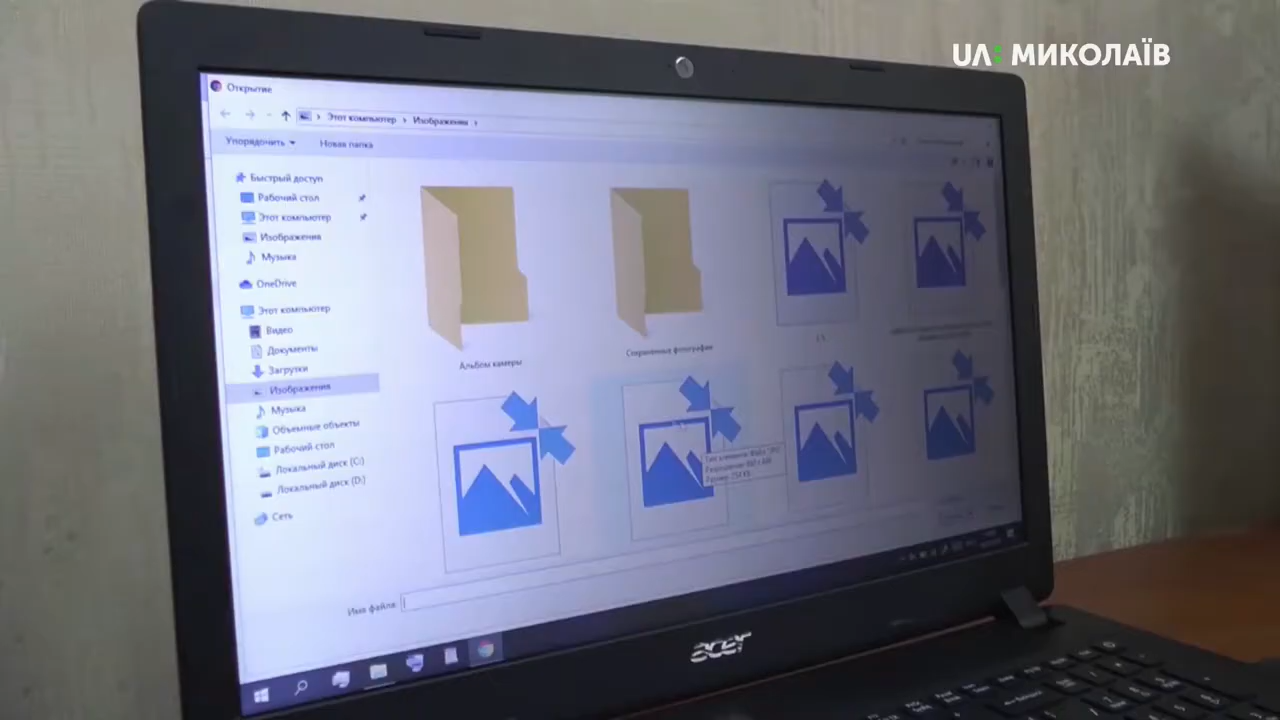 UA: МИКОЛАЇВ
Открытие
Этот компьютер › Изображения ›
Упорядочить
Новая папка
Быстрый доступ
Рабочий стол
Этот компьютер
Изображения
Музыка
OneDrive
Этот компьютер
Видео
Документы
Загрузки
Изображения
Музыка
Объемные объекты
Рабочий стол
Локальный диск (C:)
Локальный диск (D:)
Сеть
Альбом камеры
Сохраненные фотографии
Имя файла:
acer